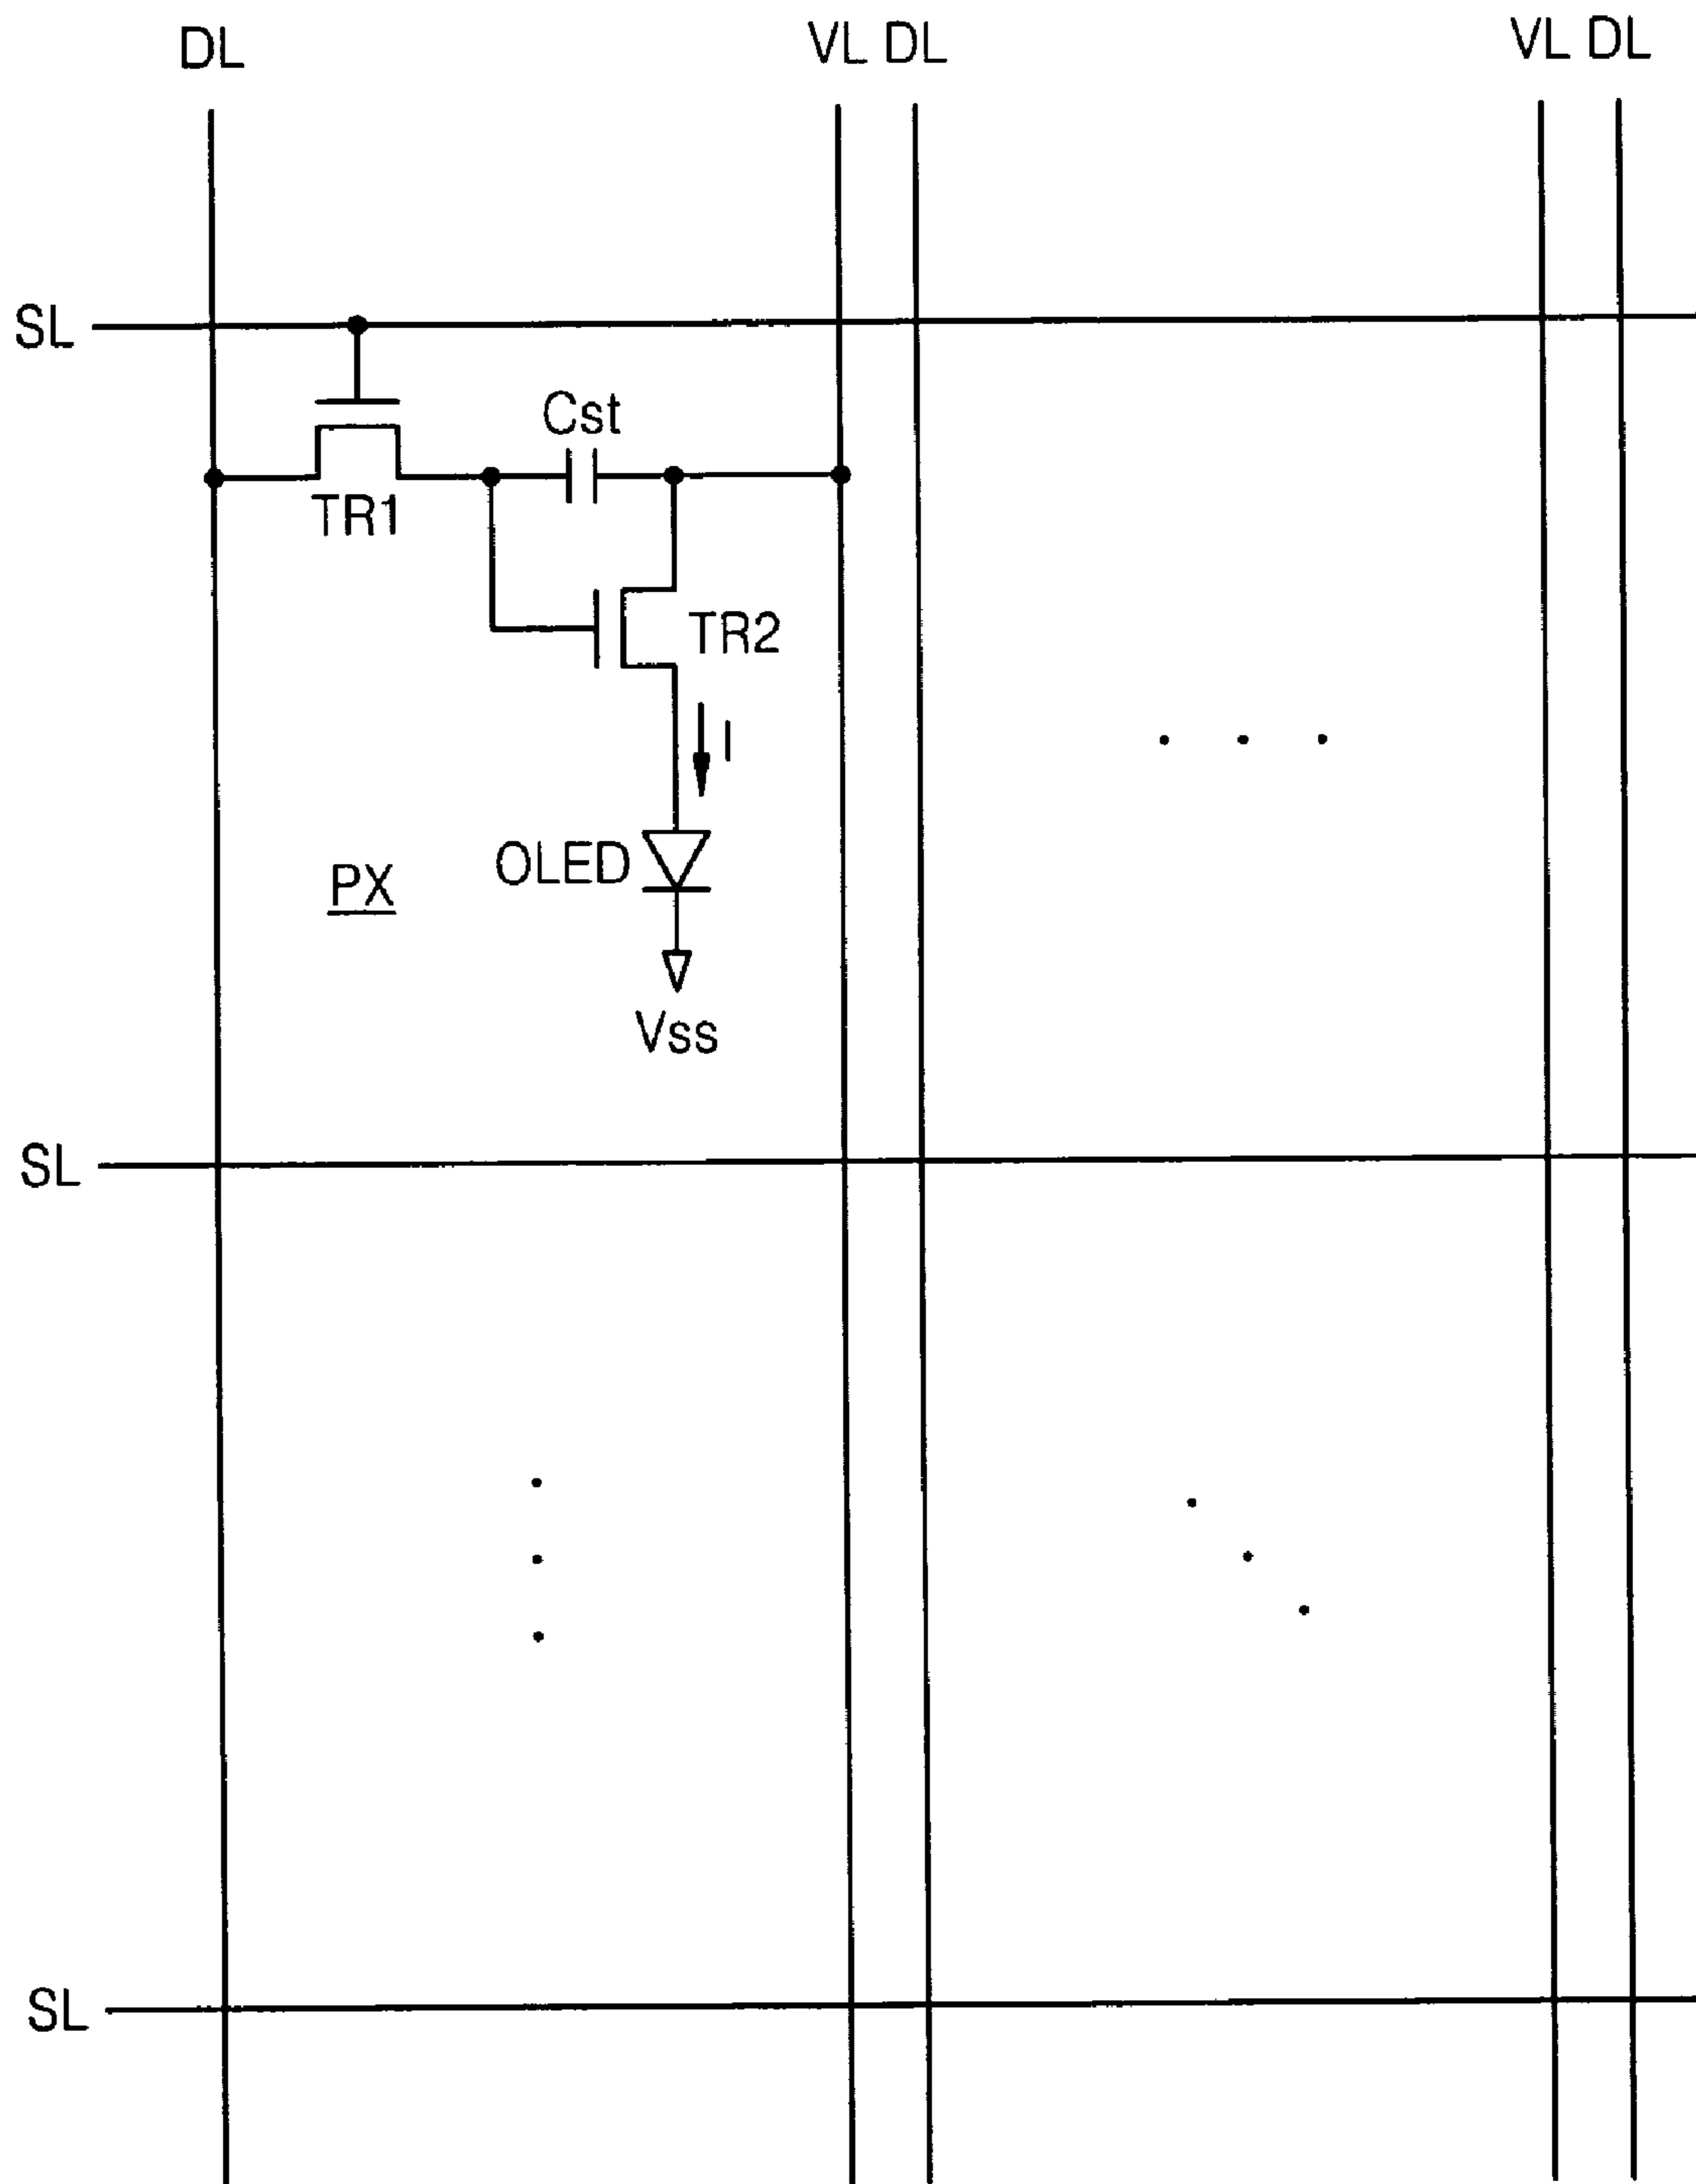 DL
VL DL
VL DL
SL
Cst
TR1
TR2
I
OLED
PX
Vss
SL
SL